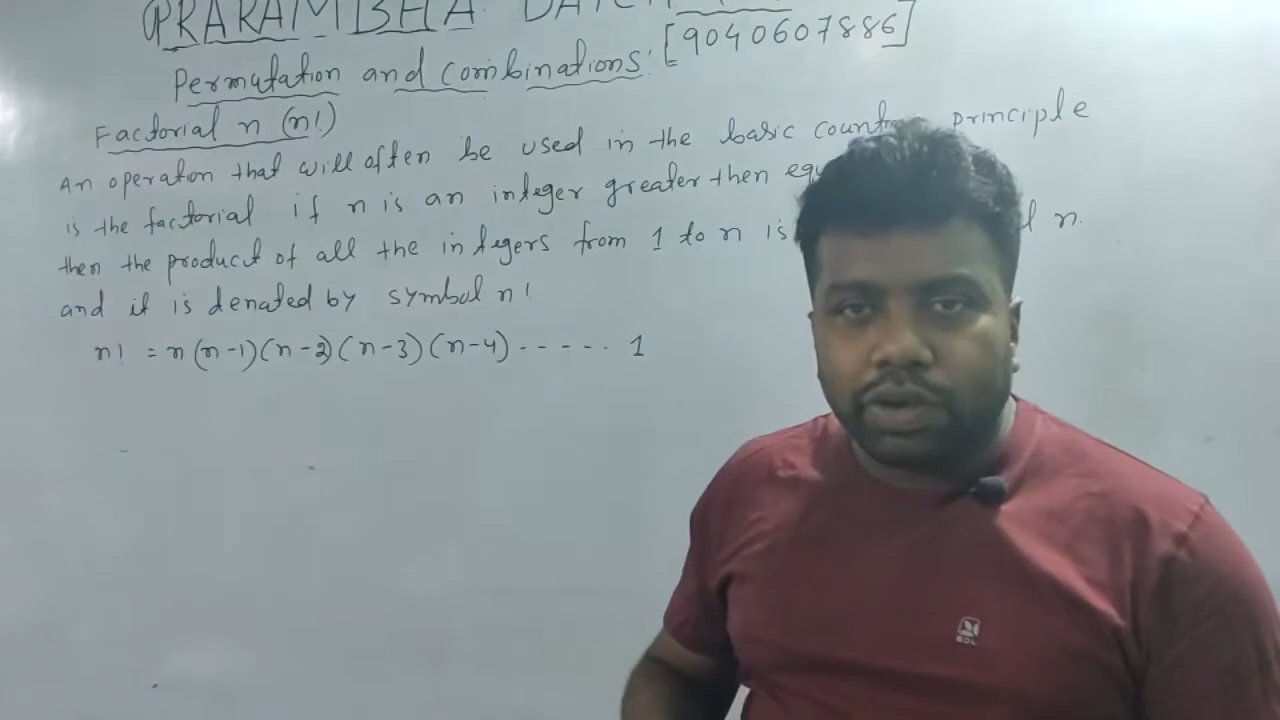 PRARAMBHA
Permutation and combinations: [9040607886]
Factorial n (n!)
An operation that will often be used in the basic principle
is the factorial. if n is an integer greater then
then the product of all the integers from 1 to n is n.
and it is denated by symbol n!
n! = n(n-1)(n-2)(n-3)(n-4)- - - - - . 1